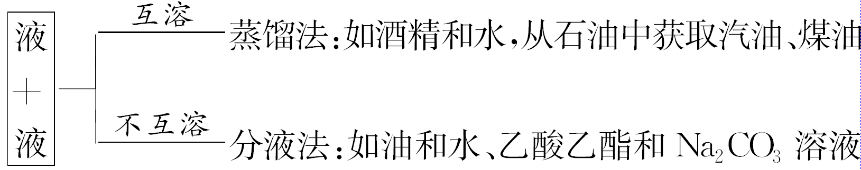 互溶
蒸馏法:如酒精和水,从石油中获取汽油、煤油
液
+
液
不互溶
分液法:如油和水、乙酸乙酯和 Na₂CO₃ 溶液